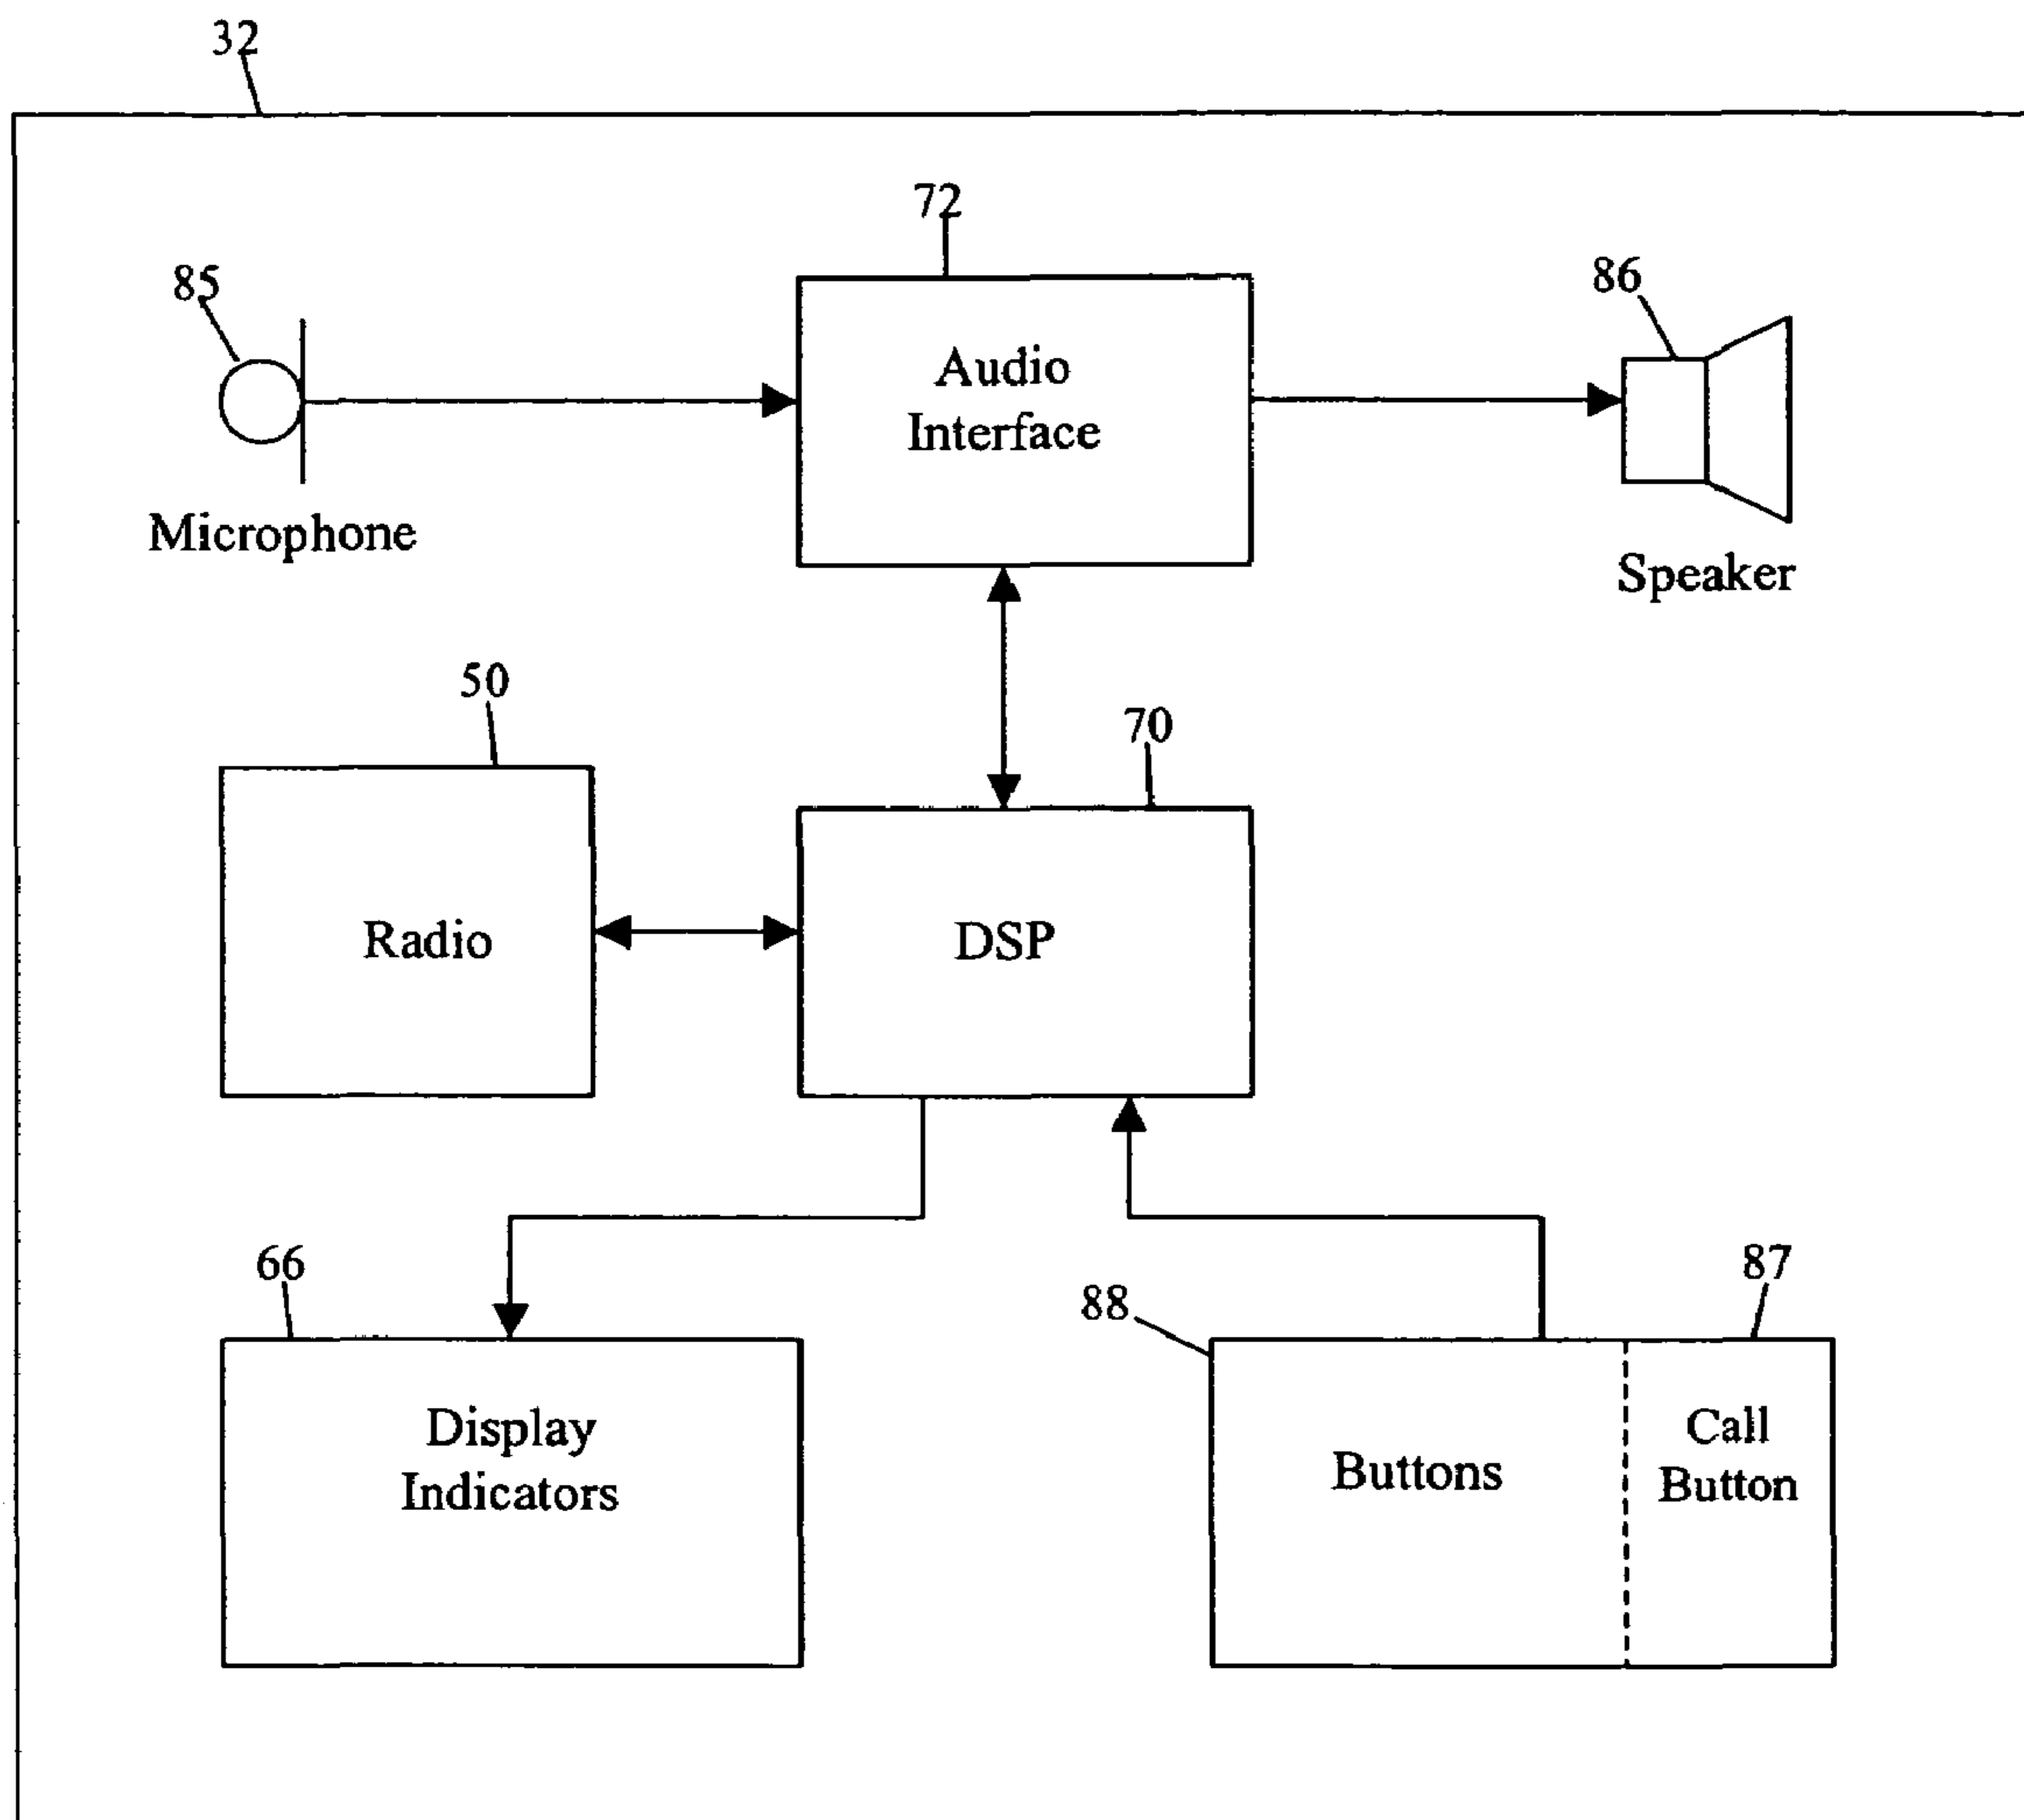 32
72
85
86
Audio
Interface
Microphone
Speaker
50
70
Radio
DSP
66
87
88
Display
Indicators
Buttons
Call
Button